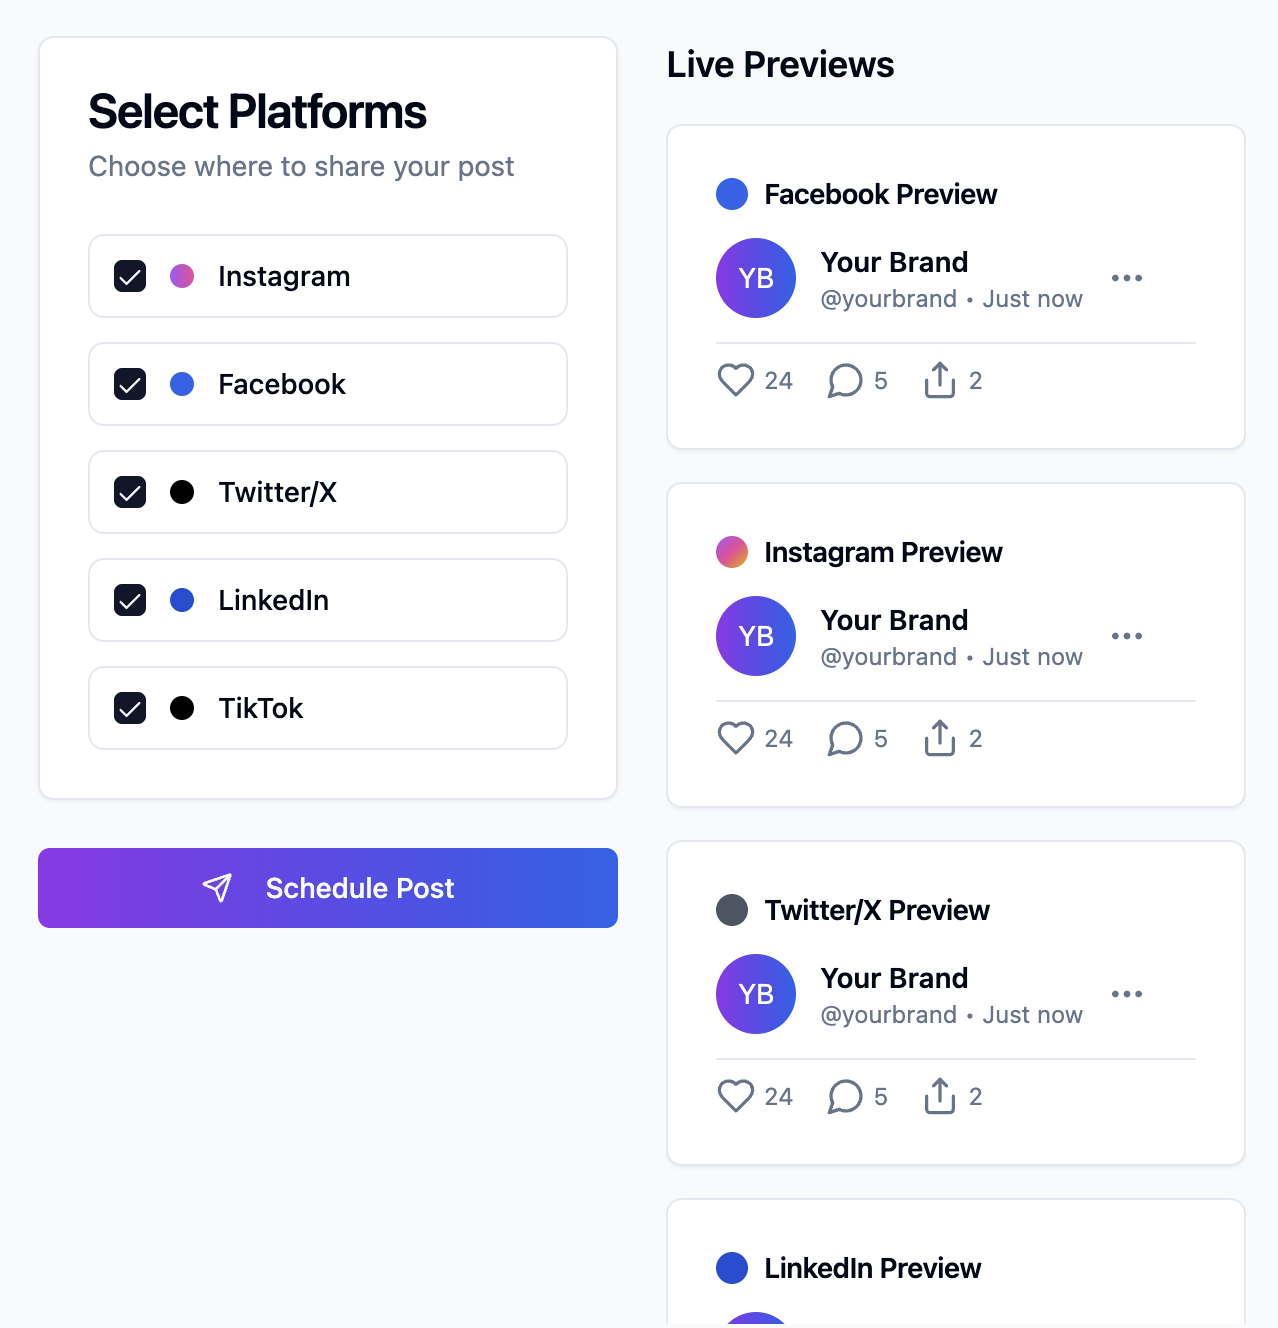 Select Platforms
Choose where to share your post
Instagram
Facebook
Twitter/X
LinkedIn
TikTok
Schedule Post
Live Previews
Facebook Preview
YB
Your Brand
@yourbrand • Just now
24 5 2
Instagram Preview
YB
Your Brand
@yourbrand • Just now
24 5 2
Twitter/X Preview
YB
Your Brand
@yourbrand • Just now
24 5 2
LinkedIn Preview